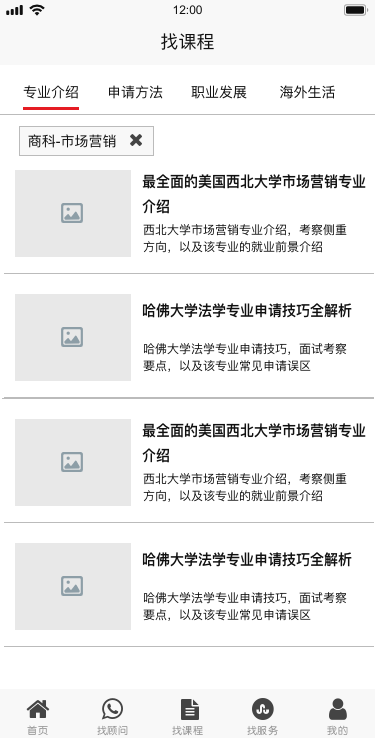 12:00
找课程
专业介绍 申请方法 职业发展 海外生活
商科-市场营销
最全面的美国西北大学市场营销专业
介绍
西北大学市场营销专业介绍，考察侧重
方向，以及该专业的就业前景介绍
哈佛大学法学专业申请技巧全解析
哈佛大学法学专业申请技巧，面试考察
要点，以及该专业常见申请误区
最全面的美国西北大学市场营销专业
介绍
西北大学市场营销专业介绍，考察侧重
方向，以及该专业的就业前景介绍
哈佛大学法学专业申请技巧全解析
哈佛大学法学专业申请技巧，面试考察
要点，以及该专业常见申请误区
首页 找顾问 找课程 找服务 我的